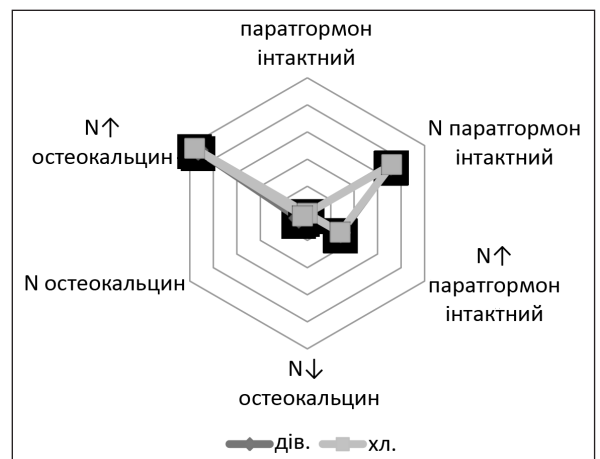 паратгормон
інтактний
N паратгормон
інтактний
N↑
паратгормон
інтактний
N↓
остеокальцин
N остеокальцин
N↑
остеокальцин
дів. хл.